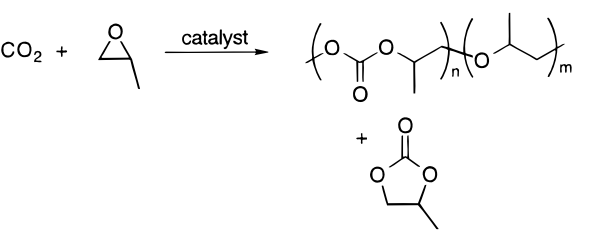 CO2 + O catalyst ( O O )n ( O )m
O
+
O
O O